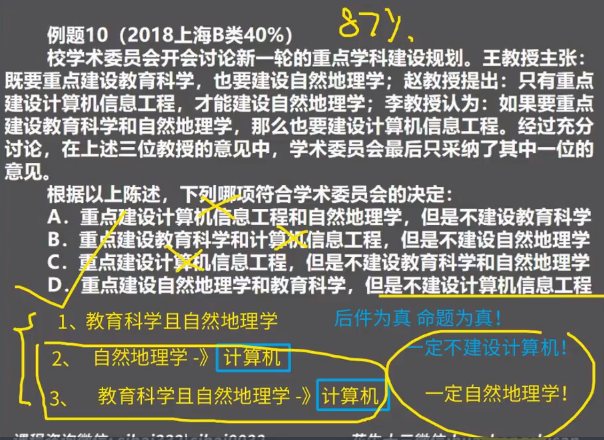 87%、
例题10（2018上海B类40%）
校学术委员会开会讨论新一轮的重点学科建设规划。王教授主张：
既要重点建设教育科学，也要建设自然地理学；赵教授提出：只有重点
建设计算机信息工程，才能建设自然地理学；李教授认为：如果要重点
建设教育科学和自然地理学，那么也要建设计算机信息工程。经过充分
讨论，在上述三位教授的意见中，学术委员会最后只采纳了其中一位的
意见。
根据以上陈述，下列哪项符合学术委员会的决定：
A．重点建设计算机信息工程和自然地理学，但是不建设教育科学
B．重点建设教育科学和计算机信息工程，但是不建设自然地理学
C．重点建设计算机信息工程，但是不建设教育科学和自然地理学
D．重点建设自然地理学和教育科学，但是不建设计算机信息工程
1、教育科学且自然地理学
后件为真 命题为真！
2、 自然地理学 -》 计算机
一定不建设计算机！
3、 教育科学且自然地理学 -》 计算机
一定自然地理学！